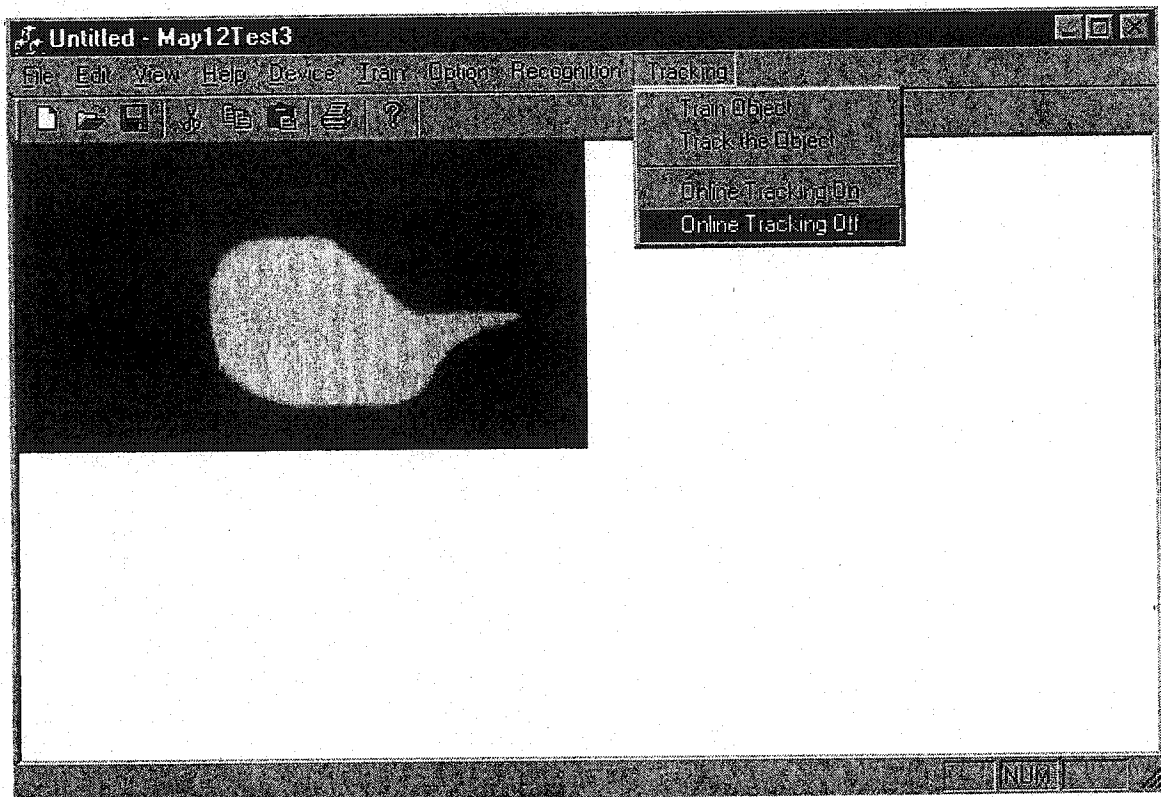 Untitled - May12Test3
File Edit View Help Device Train Option Recognition Tracking
Train Object
Track the Object
Online Tracking On
Online Tracking Off
NUM